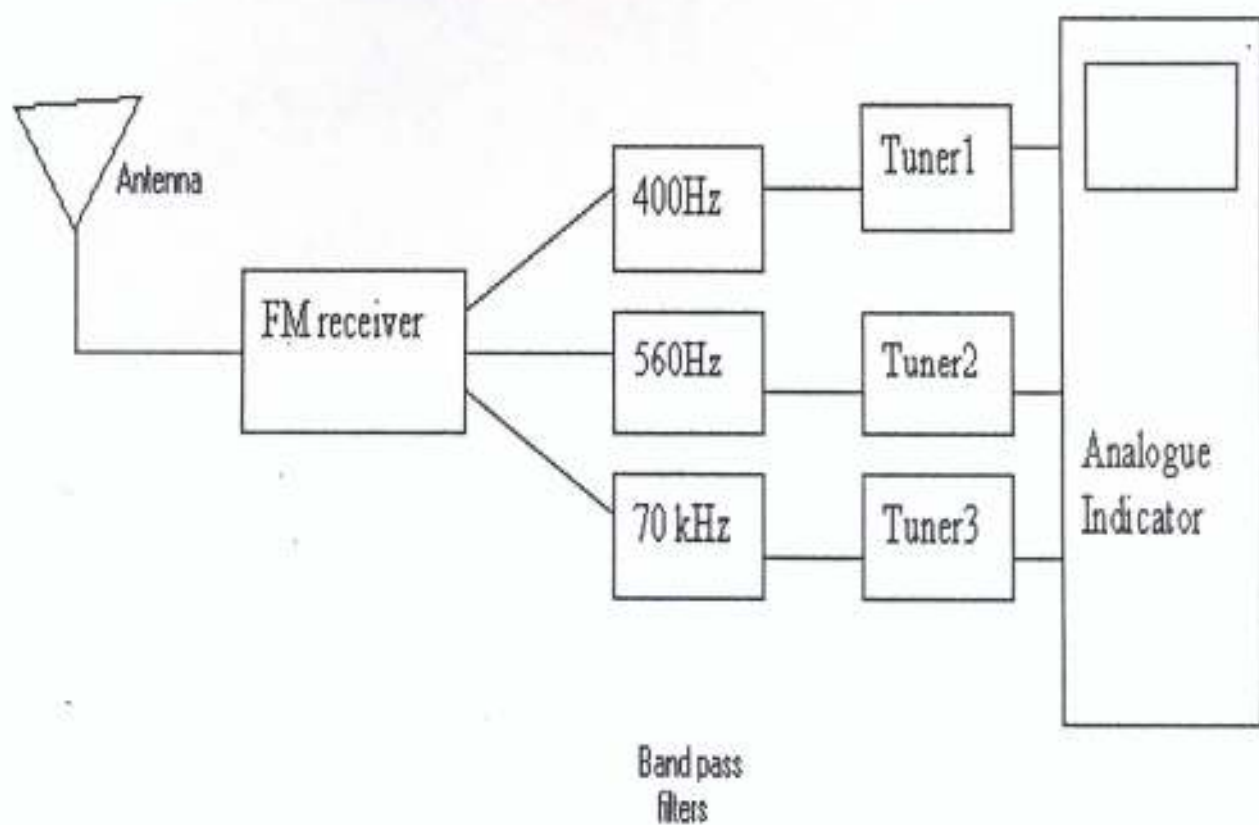 Antenna
FM receiver
400Hz
560Hz
70 kHz
Tuner1
Tuner2
Tuner3
Analogue
Indicator
Band pass
filters